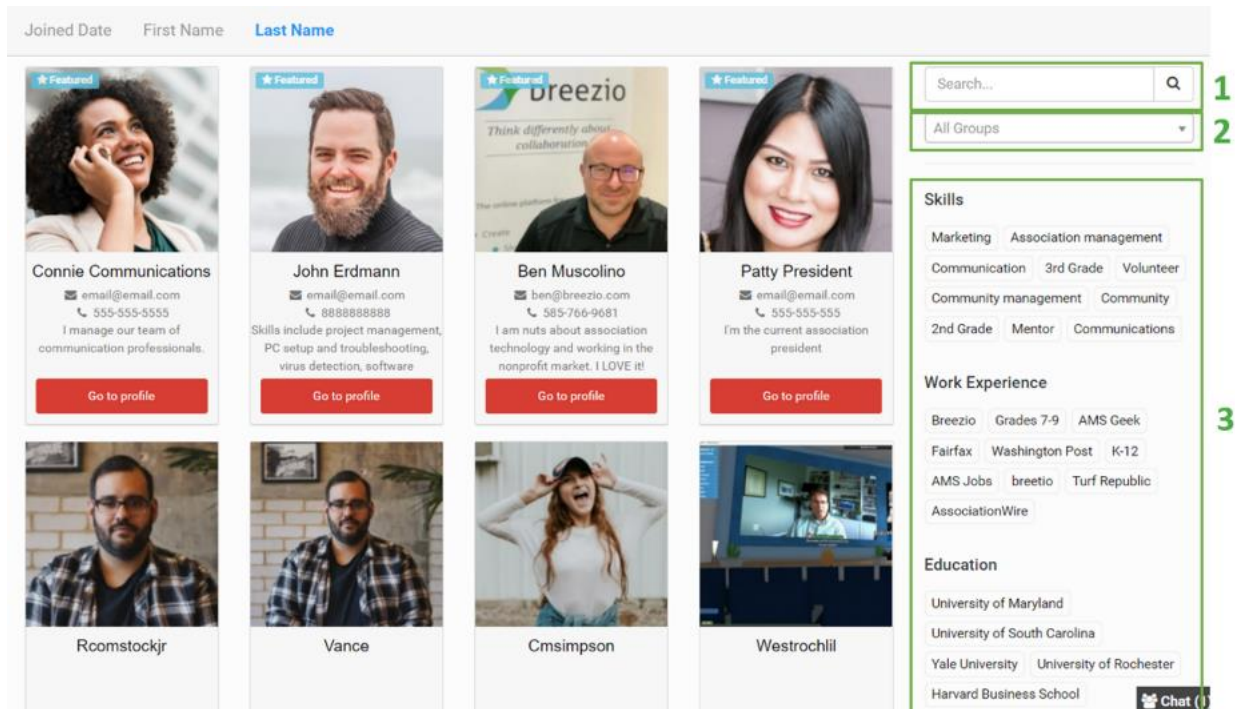 Joined Date First Name Last Name
Featured
Featured
Featured
Featured
breezio
Think differently about
collaboration
The online platform
Create
Connie Communications
email@email.com
555-555-5555
I manage our team of
communication professionals.
Go to profile
John Erdmann
email@email.com
8888888888
Skills include project management,
PC setup and troubleshooting,
virus detection, software
Go to profile
Ben Muscolino
ben@breezio.com
585-766-9681
I am nuts about association
technology and working in the
nonprofit market. I LOVE it!
Go to profile
Patty President
email@email.com
555-555-555
I'm the current association
president
Go to profile
Rcomstockjr
Vance
Cmsimpson
Westrochlil
Search...
1
All Groups
2
Skills
Marketing Association management
Communication 3rd Grade Volunteer
Community management Community
2nd Grade Mentor Communications
Work Experience
Breezio Grades 7-9 AMS Geek
3
Fairfax Washington Post K-12
AMS Jobs breetio Turf Republic
AssociationWire
Education
University of Maryland
University of South Carolina
Yale University University of Rochester
Harvard Business School
Chat (1)